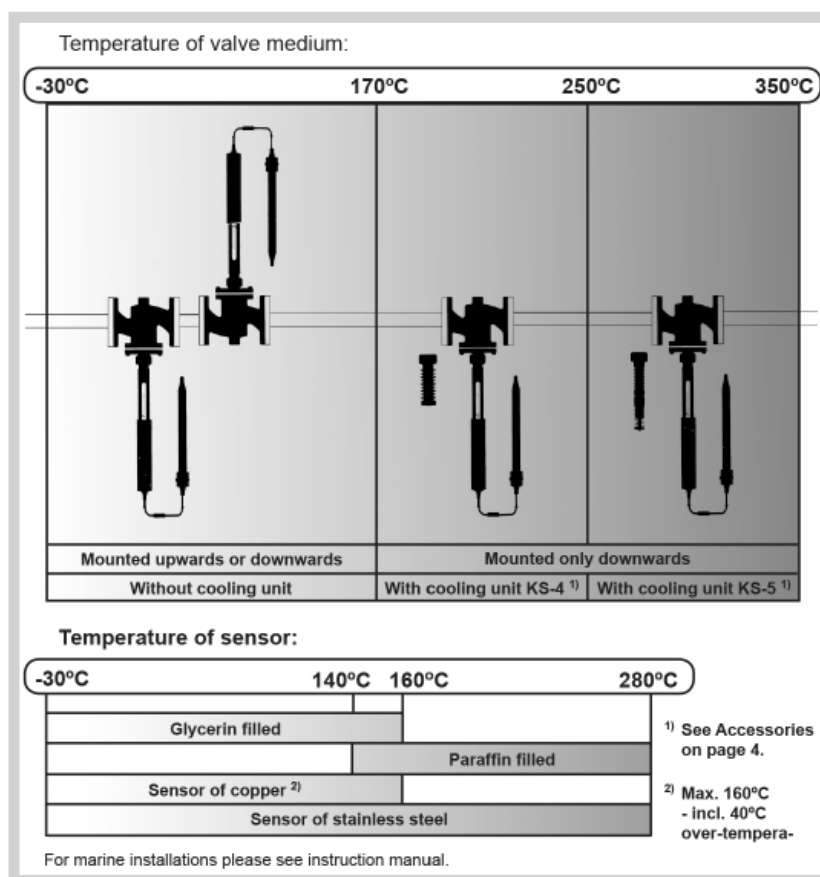 Temperature of valve medium:
-30ºC 170ºC 250ºC 350ºC
Mounted upwards or downwards Mounted only downwards
Without cooling unit With cooling unit KS-4 ¹⁾ With cooling unit KS-5 ¹⁾
Temperature of sensor:
-30ºC 140ºC 160ºC 280ºC
Glycerin filled
Paraffin filled
Sensor of copper ²⁾
Sensor of stainless steel
¹⁾ See Accessories
on page 4.
²⁾ Max. 160ºC
- incl. 40ºC
over-tempera-
For marine installations please see instruction manual.